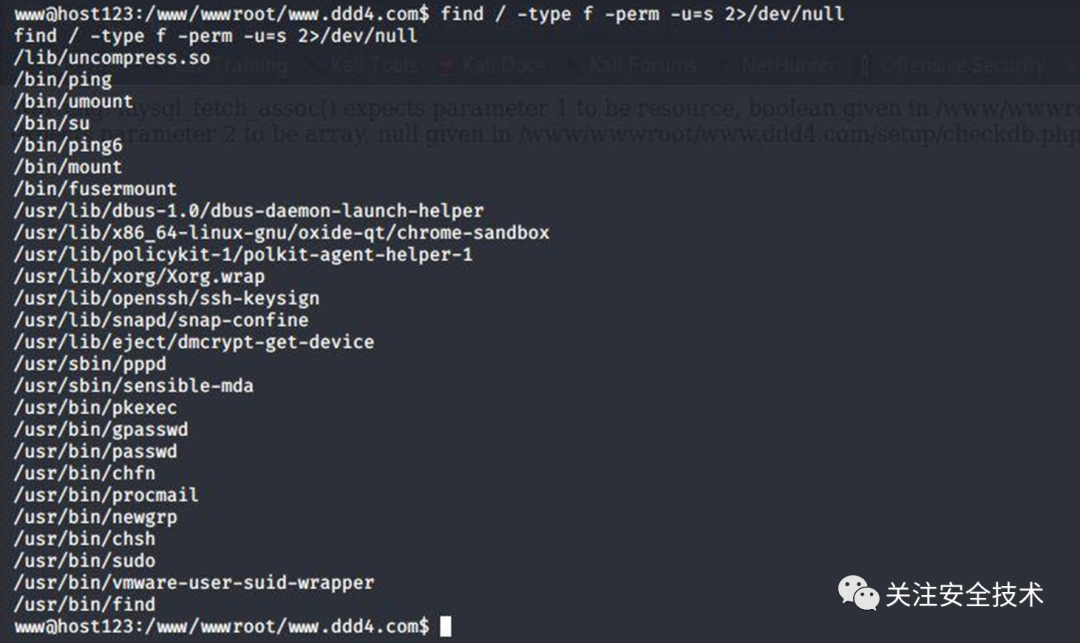 www@host123:/www/wwwroot/www.ddd4.com$ find / -type f -perm -u=s 2>/dev/null
find / -type f -perm -u=s 2>/dev/null
/lib/uncompress.so
Training Kali Tools Kali Docs Kali Forums NetHunter Offensive Security
/bin/ping
/bin/umount
mysql_fetch_assoc() expects parameter 1 to be resource, boolean given in /www/wwwro
/bin/su
parameter 2 to be array, null given in /www/wwwroot/www.ddd4.com/setup/checkdb.php
/bin/ping6
/bin/mount
/bin/fusermount
/usr/lib/dbus-1.0/dbus-daemon-launch-helper
/usr/lib/x86_64-linux-gnu/oxide-qt/chrome-sandbox
/usr/lib/policykit-1/polkit-agent-helper-1
/usr/lib/xorg/Xorg.wrap
/usr/lib/openssh/ssh-keysign
/usr/lib/snapd/snap-confine
/usr/lib/eject/dmcrypt-get-device
/usr/sbin/pppd
/usr/sbin/sensible-mda
/usr/bin/pkexec
/usr/bin/gpasswd
/usr/bin/passwd
/usr/bin/chfn
/usr/bin/procmail
/usr/bin/newgrp
/usr/bin/chsh
/usr/bin/sudo
/usr/bin/vmware-user-suid-wrapper
/usr/bin/find
www@host123:/www/wwwroot/www.ddd4.com$
关注安全技术